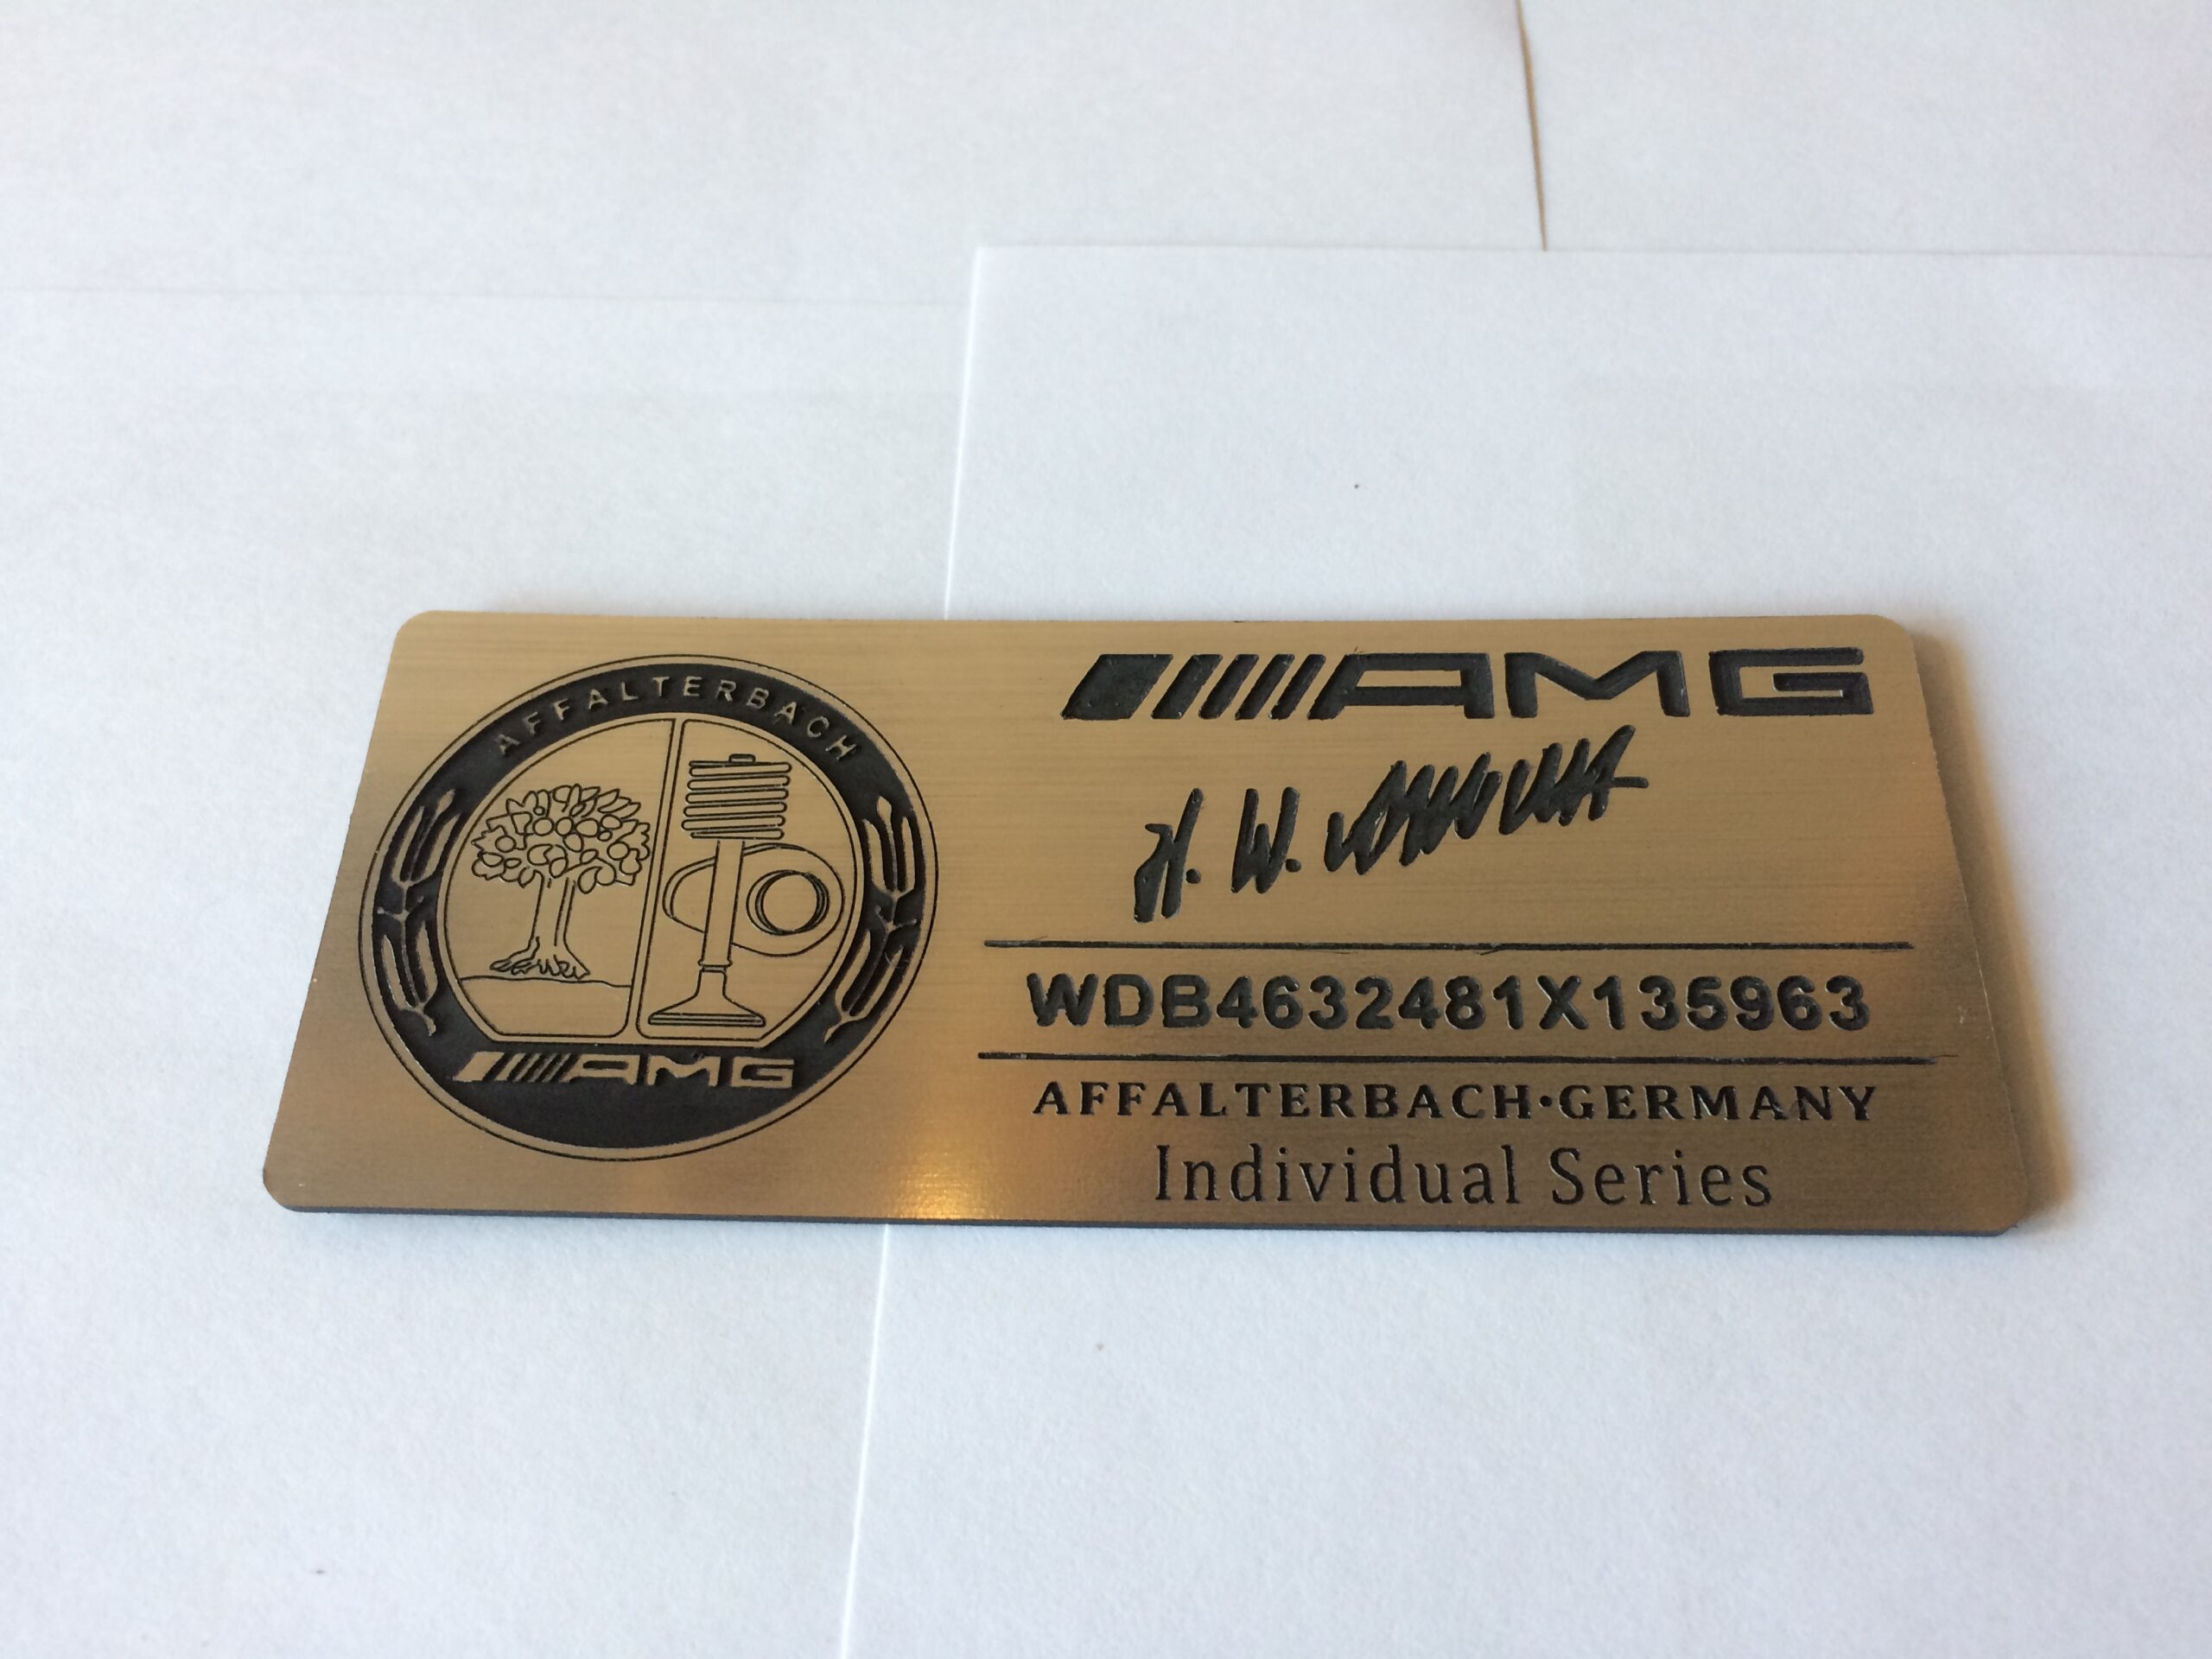 AFFALTERBACH
AMG
AMG
H. W.
WDB4632481X135963
AFFALTERBACH·GERMANY
Individual Series